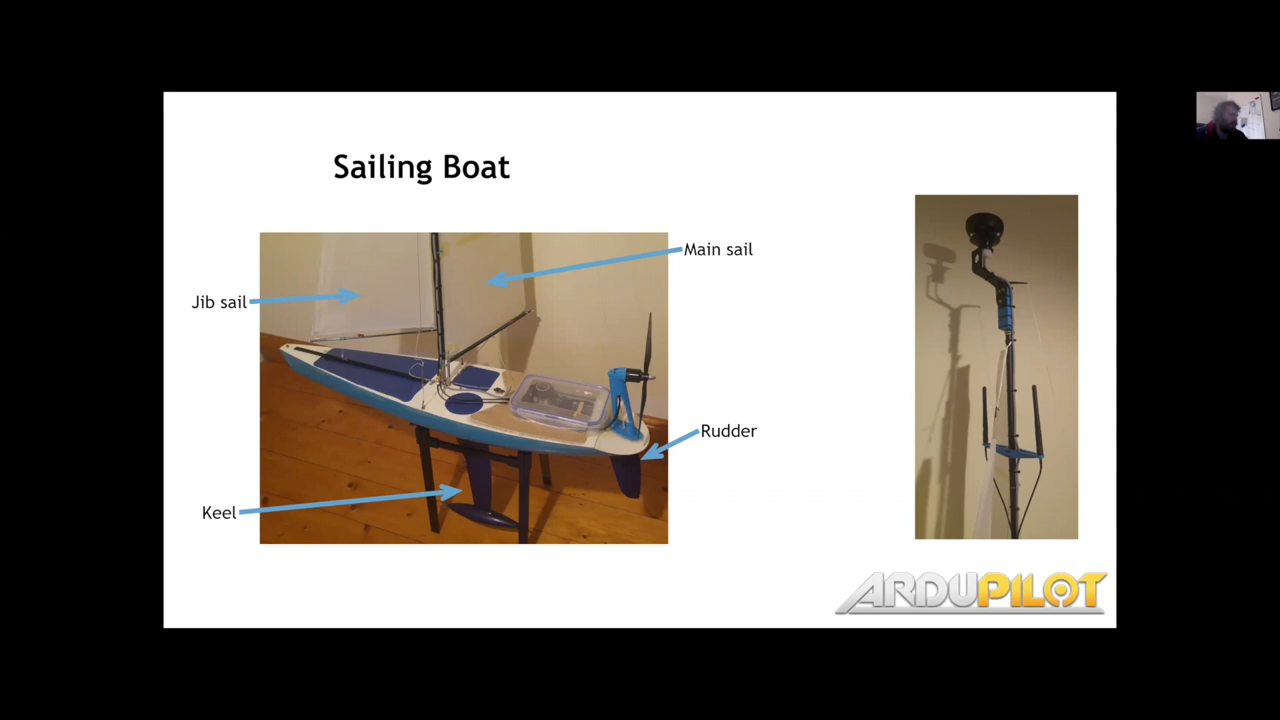 Sailing Boat
Main sail
Jib sail
Rudder
Keel
ARDUPILOT